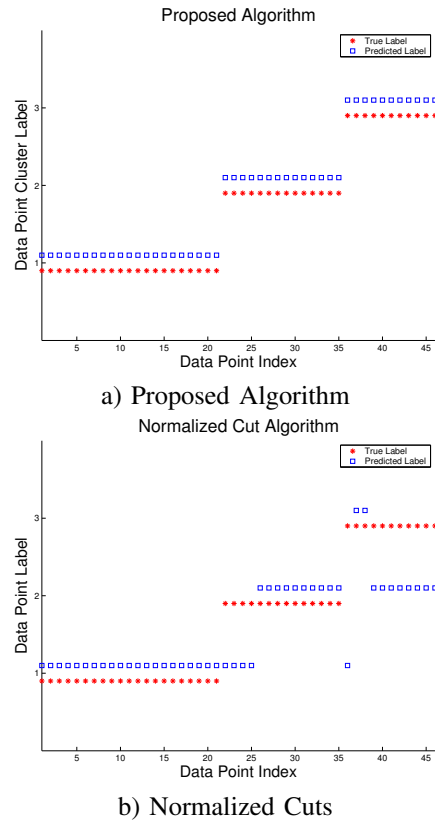 Proposed Algorithm
True Label
Predicted Label
Data Point Cluster Label
3
2
1
5 10 15 20 25 30 35 40 45
Data Point Index
a) Proposed Algorithm
Normalized Cut Algorithm
True Label
Predicted Label
Data Point Label
3
2
1
5 10 15 20 25 30 35 40 45
Data Point Index
b) Normalized Cuts